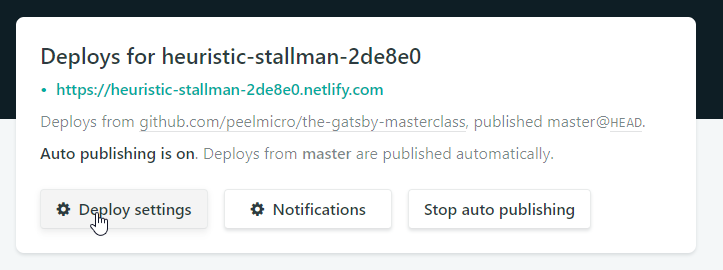 Deploys for heuristic-stallman-2de8e0
• https://heuristic-stallman-2de8e0.netlify.com
Deploys from github.com/peelmicro/the-gatsby-masterclass, published master@HEAD.
Auto publishing is on. Deploys from master are published automatically.
Deploy settings Notifications Stop auto publishing